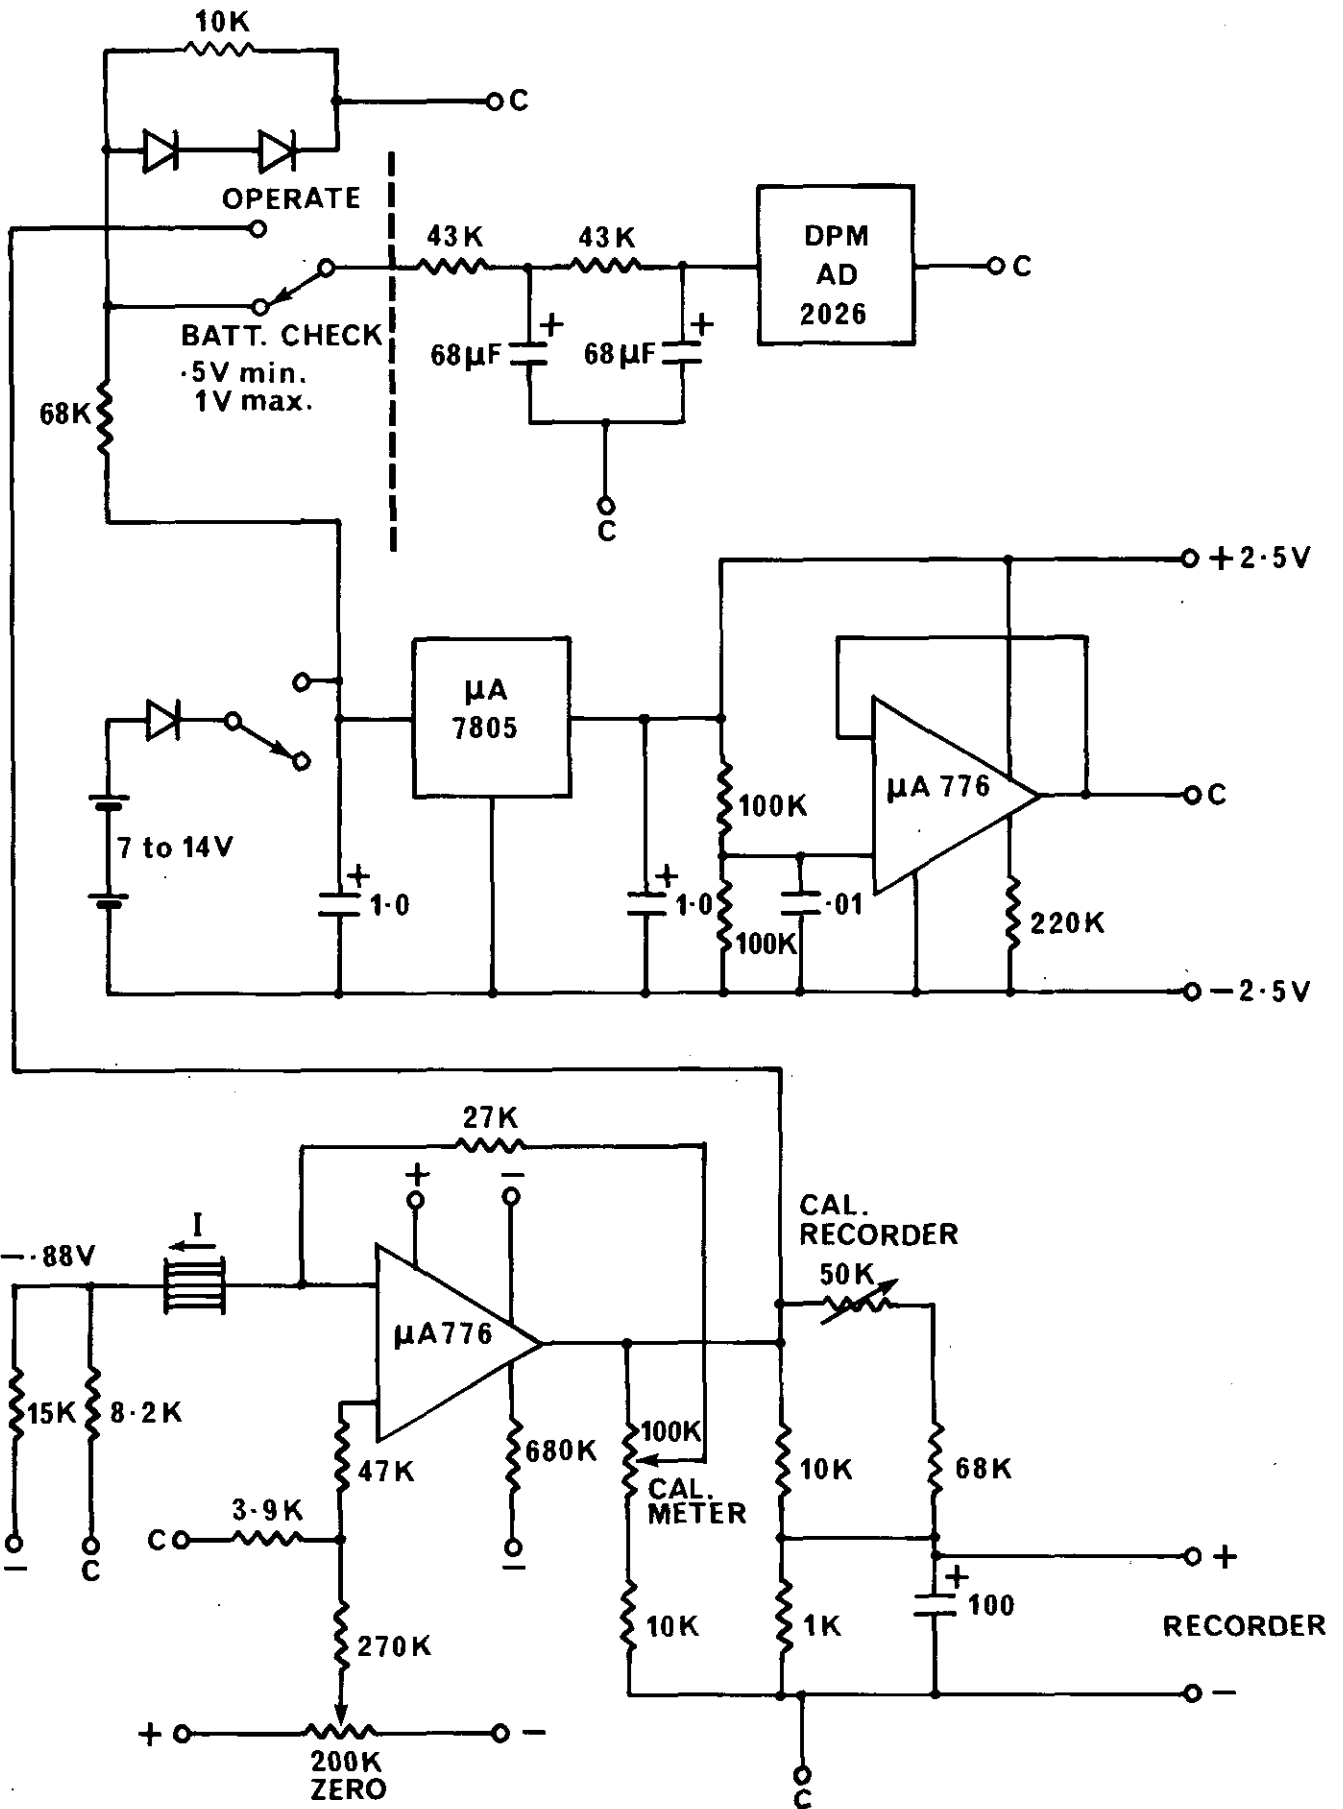 10K
C
OPERATE
43K
43K
DPM
AD
2026
C
BATT. CHECK
·5V min.
1V max.
+
68µF
+
68µF
68K
C
+2·5V
µA
7805
µA 776
C
100K
7 to 14V
+
1·0
+
1·0
·01
100K
220K
−2·5V
27K
+
−
I
−·88V
CAL.
RECORDER
50K
µA776
15K
8·2K
47K
680K
100K
CAL.
METER
10K
68K
3·9K
C
−
C
−
+
+
100
270K
10K
1K
RECORDER
−
+
−
200K
ZERO
C